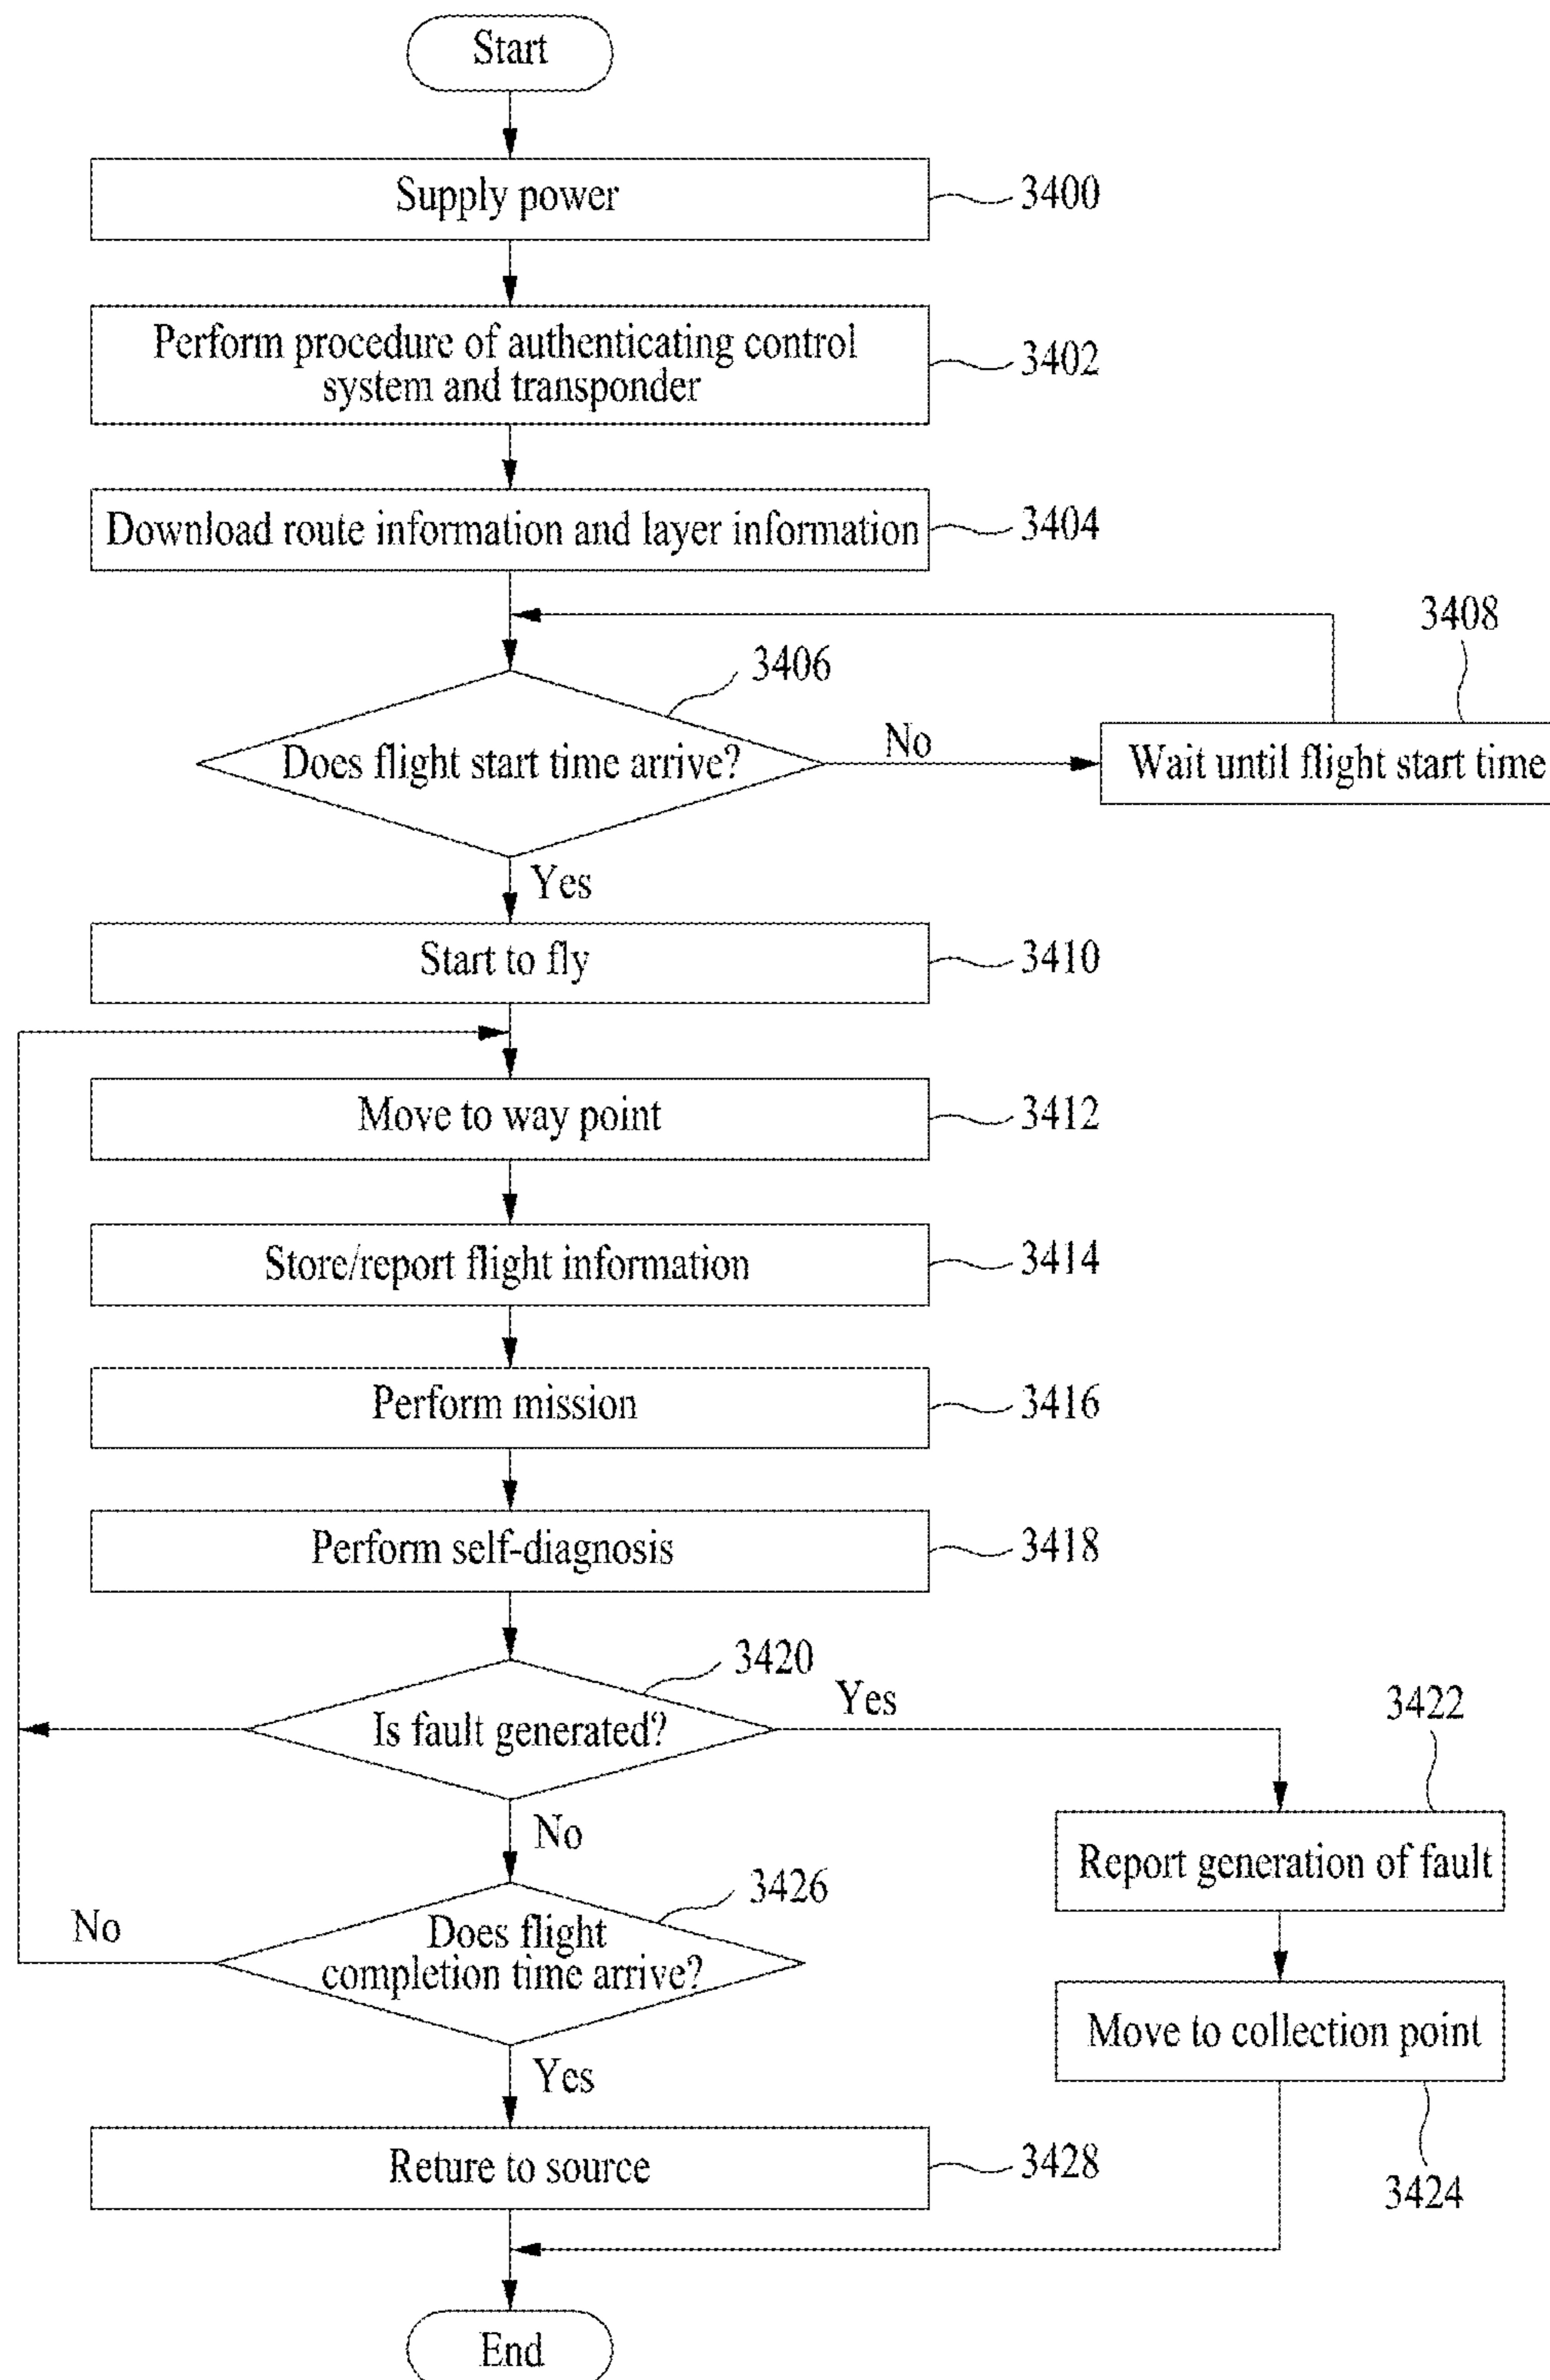 Start
Supply power
3400
Perform procedure of authenticating control
system and transponder
3402
Download route information and layer information
3404
3408
3406
Does flight start time arrive?
No
Wait until flight start time
Yes
Start to fly
3410
Move to way point
3412
Store/report flight information
3414
Perform mission
3416
Perform self-diagnosis
3418
3420
Is fault generated?
Yes
3422
No
Report generation of fault
3426
No
Does flight
completion time arrive?
Move to collection point
Yes
Reture to source
3428
3424
End